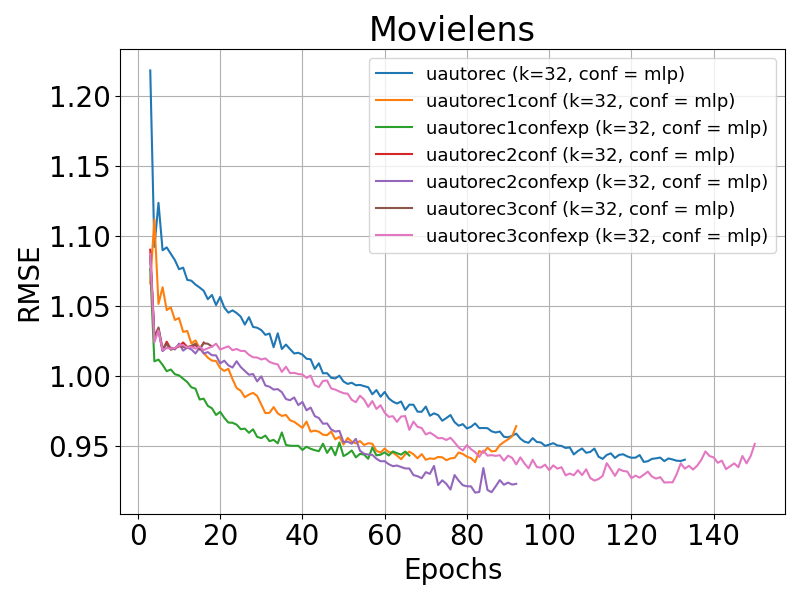 Movielens
uautorec (k=32, conf = mlp)
uautorec1conf (k=32, conf = mlp)
uautorec1confexp (k=32, conf = mlp)
uautorec2conf (k=32, conf = mlp)
uautorec2confexp (k=32, conf = mlp)
uautorec3conf (k=32, conf = mlp)
uautorec3confexp (k=32, conf = mlp)
RMSE
1.20
1.15
1.10
1.05
1.00
0.95
0 20 40 60 80 100 120 140
Epochs